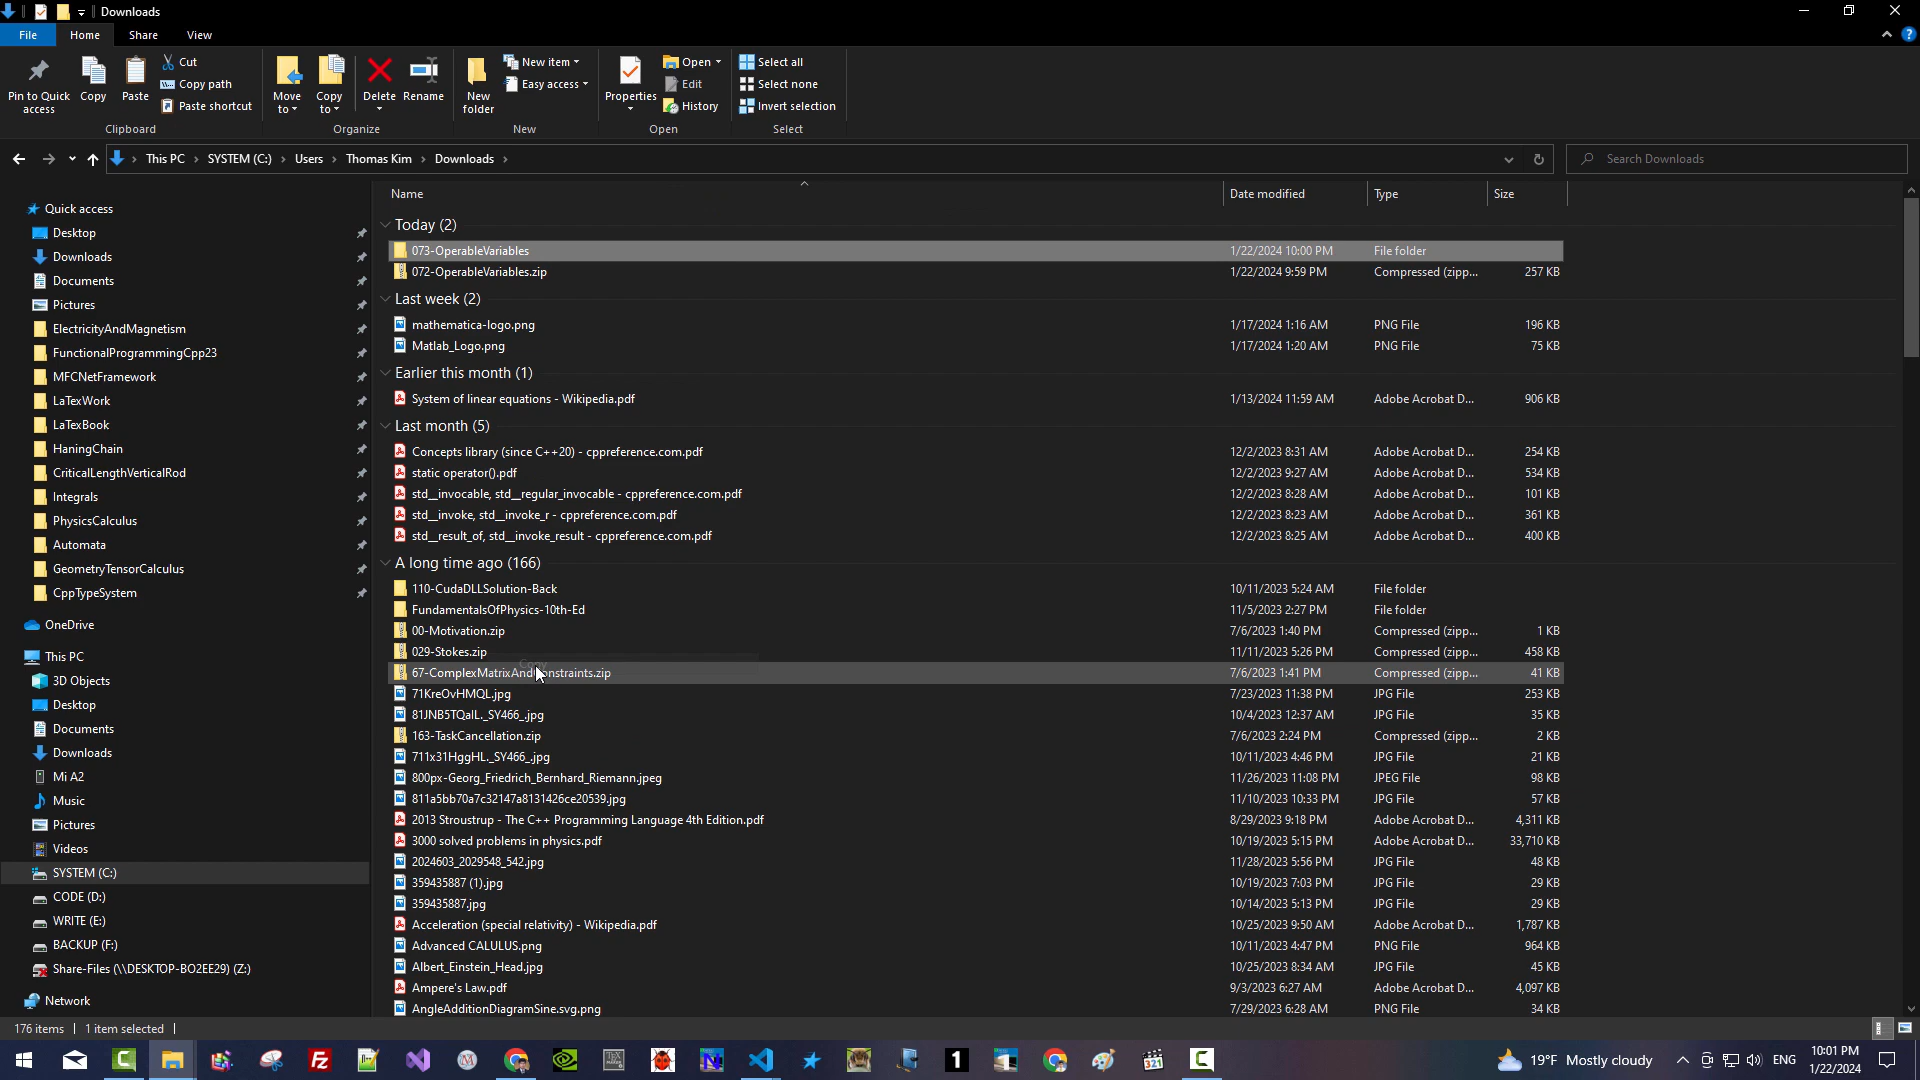 Downloads
File
Home
Share
View
Pin to Quick access
Copy
Paste
Cut
Copy path
Paste shortcut
Clipboard
Move to
Copy to
Delete
Rename
Organize
New folder
New item
Easy access
New
Properties
Open
Edit
History
Open
Select all
Select none
Invert selection
Select
This PC
SYSTEM (C:)
Users
Thomas Kim
Downloads
Search Downloads
Quick access
Desktop
Downloads
Documents
Pictures
ElectricityAndMagnetism
FunctionalProgrammingCpp23
MFCNetFramework
LaTexWork
LaTexBook
HaningChain
CriticalLengthVerticalRod
Integrals
PhysicsCalculus
Automata
GeometryTensorCalculus
CppTypeSystem
OneDrive
This PC
3D Objects
Desktop
Documents
Downloads
Mi A2
Music
Pictures
Videos
SYSTEM (C:)
CODE (D:)
WRITE (E:)
BACKUP (F:)
Share-Files (\\DESKTOP-BO2EE29) (Z:)
Network
Name Date modified Type Size
Today (2)
073-OperableVariables 1/22/2024 10:00 PM File folder
072-OperableVariables.zip 1/22/2024 9:59 PM Compressed (zipp... 257 KB
Last week (2)
mathematica-logo.png 1/17/2024 1:16 AM PNG File 196 KB
Matlab_Logo.png 1/17/2024 1:20 AM PNG File 75 KB
Earlier this month (1)
System of linear equations - Wikipedia.pdf 1/13/2024 11:59 AM Adobe Acrobat D... 906 KB
Last month (5)
Concepts library (since C++20) - cppreference.com.pdf 12/2/2023 8:31 AM Adobe Acrobat D... 254 KB
static operator().pdf 12/2/2023 9:27 AM Adobe Acrobat D... 534 KB
std__invocable, std__regular_invocable - cppreference.com.pdf 12/2/2023 8:28 AM Adobe Acrobat D... 101 KB
std__invoke, std__invoke_r - cppreference.com.pdf 12/2/2023 8:23 AM Adobe Acrobat D... 361 KB
std__result_of, std__invoke_result - cppreference.com.pdf 12/2/2023 8:25 AM Adobe Acrobat D... 400 KB
A long time ago (166)
110-CudaDLLSolution-Back 10/11/2023 5:24 AM File folder
FundamentalsOfPhysics-10th-Ed 11/5/2023 2:27 PM File folder
00-Motivation.zip 7/6/2023 1:40 PM Compressed (zipp... 1 KB
029-Stokes.zip 11/11/2023 5:26 PM Compressed (zipp... 458 KB
Copy
67-ComplexMatrixAndConstraints.zip 7/6/2023 1:41 PM Compressed (zipp... 41 KB
71KreOvHMQL.jpg 7/23/2023 11:38 PM JPG File 253 KB
81JNB5TQalL._SY466_.jpg 10/4/2023 12:37 AM JPG File 35 KB
163-TaskCancellation.zip 7/6/2023 2:24 PM Compressed (zipp... 2 KB
711x31HggHL._SY466_.jpg 10/11/2023 4:46 PM JPG File 21 KB
800px-Georg_Friedrich_Bernhard_Riemann.jpeg 11/26/2023 11:08 PM JPEG File 98 KB
811a5bb70a7c32147a8131426ce20539.jpg 11/10/2023 10:33 PM JPG File 57 KB
2013 Stroustrup - The C++ Programming Language 4th Edition.pdf 8/29/2023 9:18 PM Adobe Acrobat D... 4,311 KB
3000 solved problems in physics.pdf 10/19/2023 5:15 PM Adobe Acrobat D... 33,710 KB
2024603_2029548_542.jpg 11/28/2023 5:56 PM JPG File 48 KB
359435887 (1).jpg 10/19/2023 7:03 PM JPG File 29 KB
359435887.jpg 10/14/2023 5:13 PM JPG File 29 KB
Acceleration (special relativity) - Wikipedia.pdf 10/25/2023 9:50 AM Adobe Acrobat D... 1,787 KB
Advanced CALULUS.png 10/11/2023 4:47 PM PNG File 964 KB
Albert_Einstein_Head.jpg 10/25/2023 8:34 AM JPG File 45 KB
Ampere's Law.pdf 9/3/2023 6:27 AM Adobe Acrobat D... 4,097 KB
AngleAdditionDiagramSine.svg.png 7/29/2023 6:28 AM PNG File 34 KB
176 items
1 item selected
19°F Mostly cloudy
ENG
10:01 PM
1/22/2024